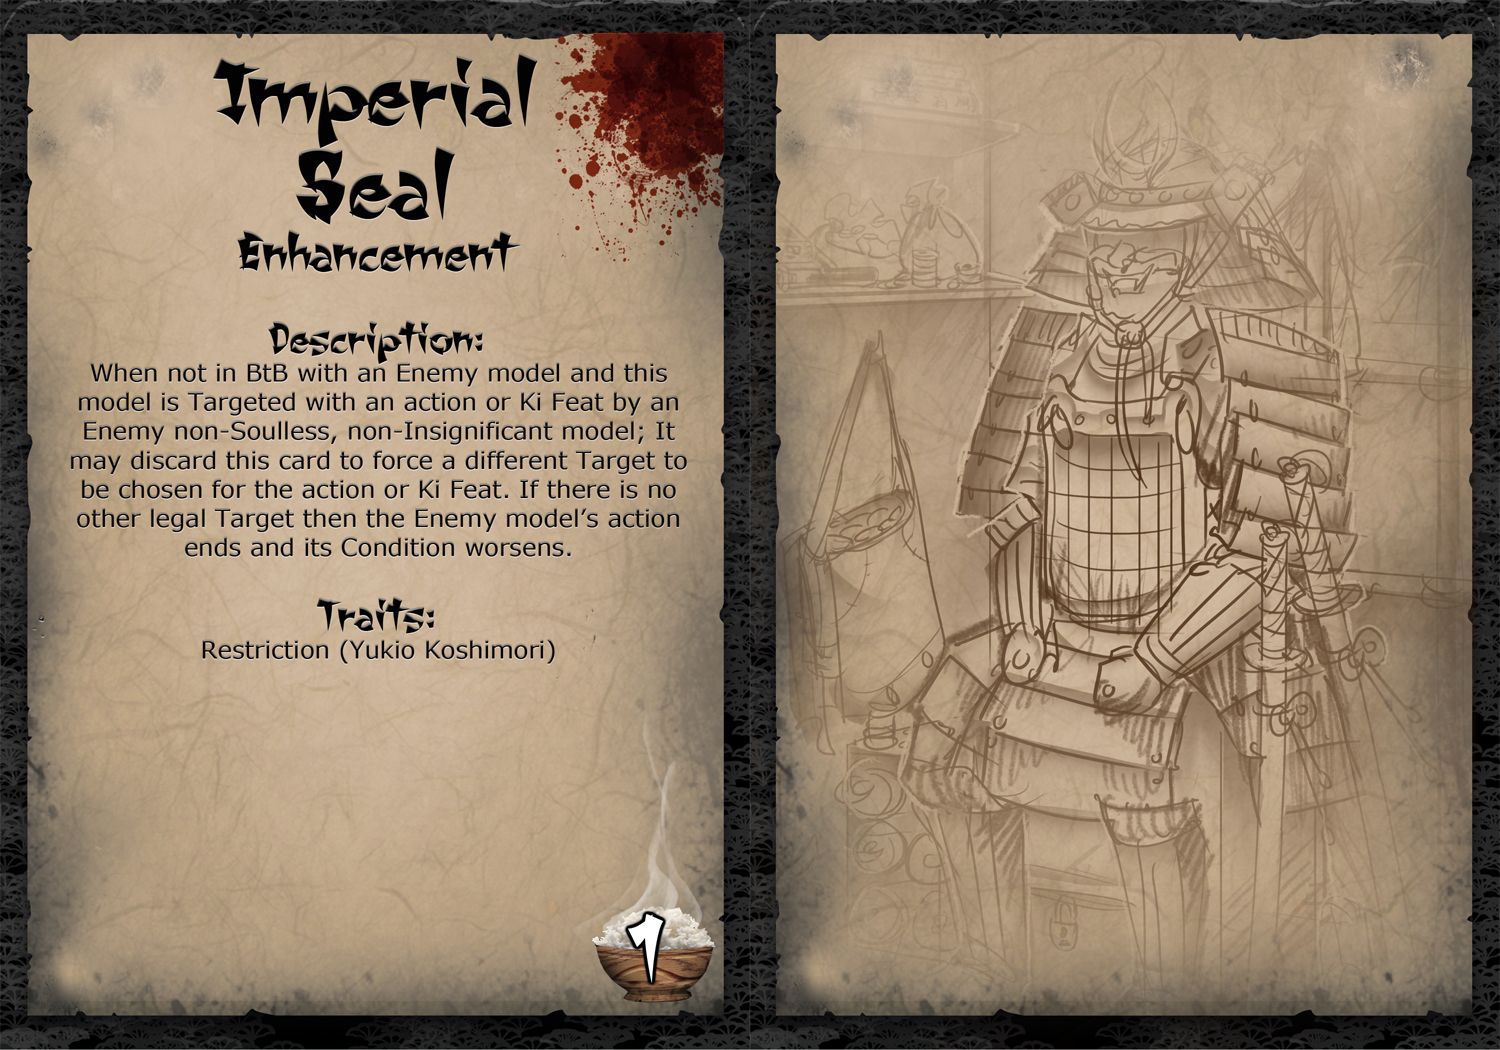 Imperial
Seal
Enhancement
Description:
When not in BtB with an Enemy model and this
model is Targeted with an action or Ki Feat by an
Enemy non-Soulless, non-Insignificant model; It
may discard this card to force a different Target to
be chosen for the action or Ki Feat. If there is no
other legal Target then the Enemy model’s action
ends and its Condition worsens.
Traits:
Restriction (Yukio Koshimori)
1